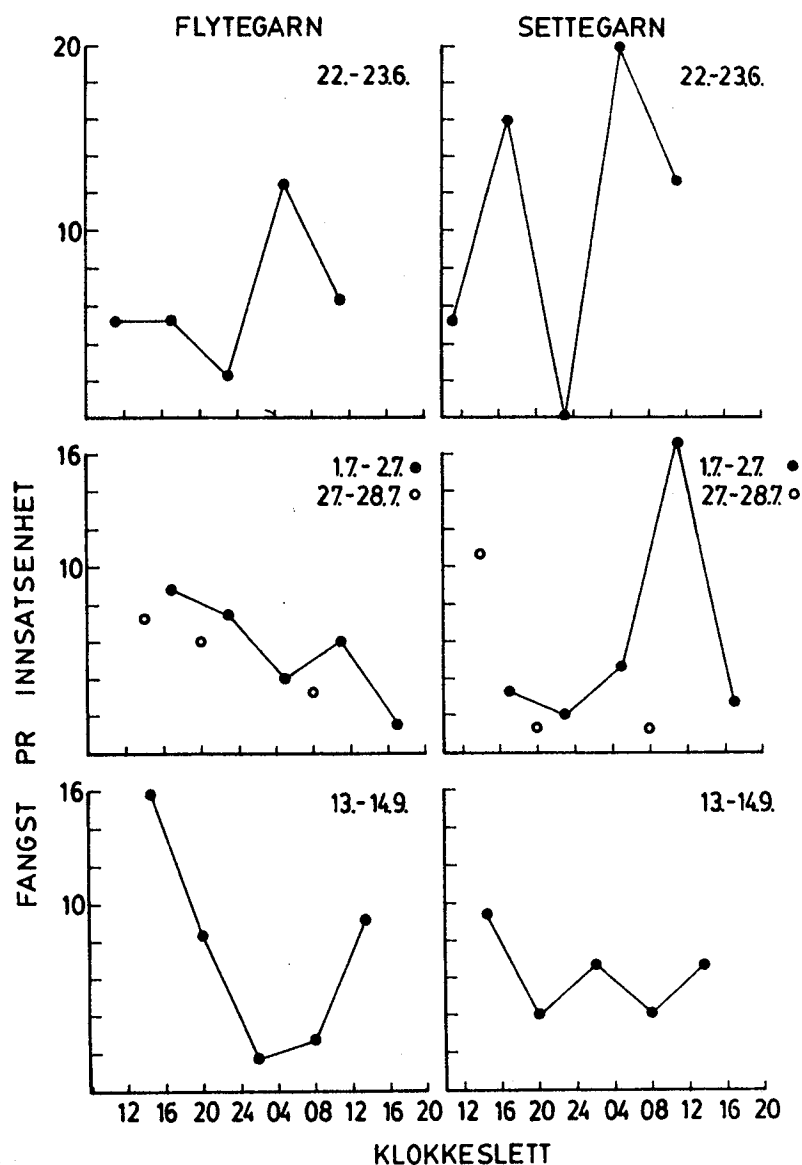 FLYTEGARN SETTEGARN
20
22.-23.6. 22.-23.6.
10
FANGST PR INNSATSENHET
16
1.7.-2.7. 1.7.-2.7.
27.-28.7. 27.-28.7.
10
16
13.-14.9. 13.-14.9.
10
12 16 20 24 04 08 12 16 20 12 16 20 24 04 08 12 16 20
KLOKKESLETT